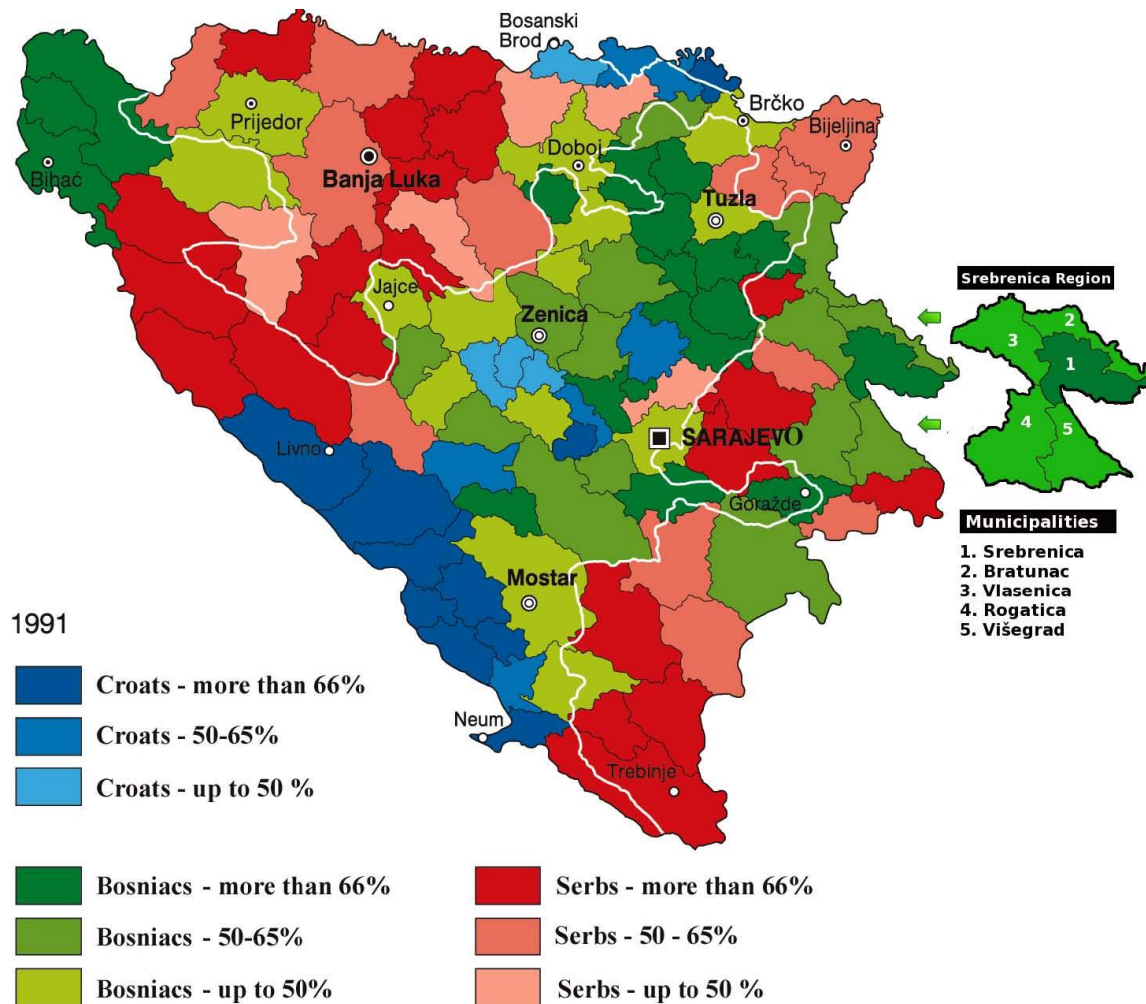 Bosanski
Brod
Brčko
Prijedor
Doboj
Bijeljina
Bihać
Banja Luka
Tuzla
Srebrenica Region
2
3
1
4
5
Jajce
Zenica
SARAJEVO
Livno
Goražde
Municipalities
1. Srebrenica
2. Bratunac
3. Vlasenica
4. Rogatica
5. Višegrad
Mostar
1991
Croats - more than 66%
Croats - 50-65%
Croats - up to 50 %
Neum
Trebinje
Bosniacs - more than 66%
Bosniacs - 50-65%
Bosniacs - up to 50%
Serbs - more than 66%
Serbs - 50 - 65%
Serbs - up to 50 %